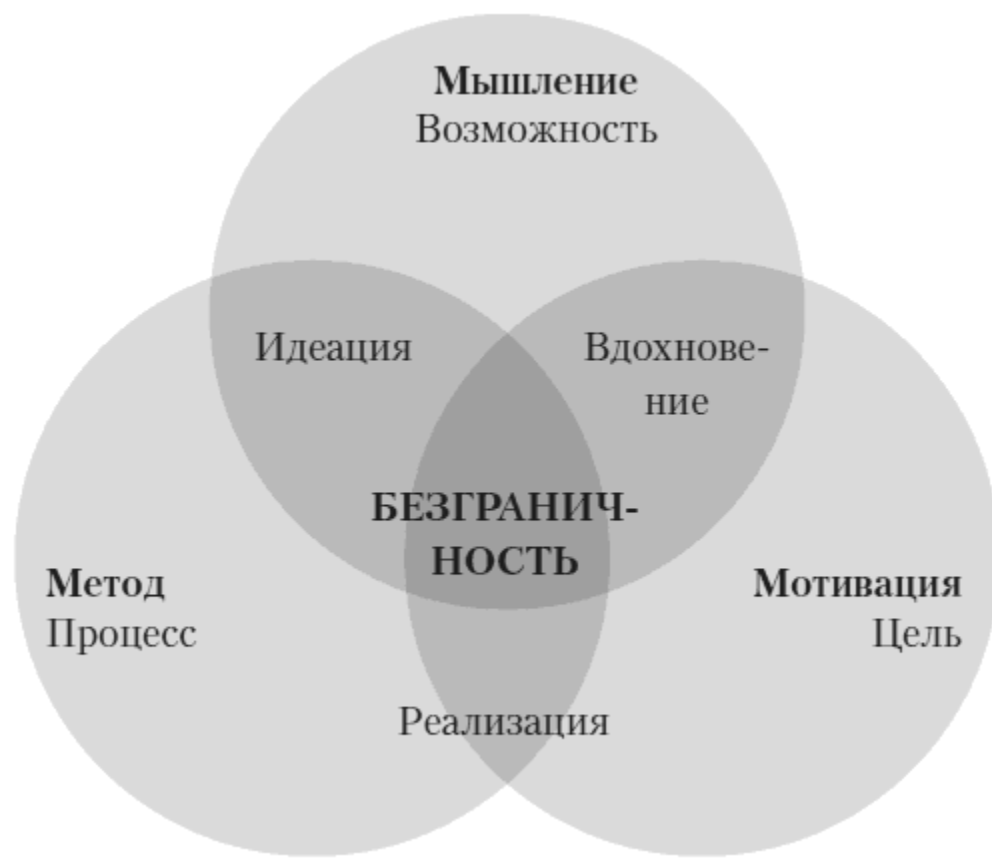 Мышление
Возможность
Идеация
Вдохнове-
ние
БЕЗГРАНИЧ-
НОСТЬ
Метод
Процесс
Мотивация
Цель
Реализация